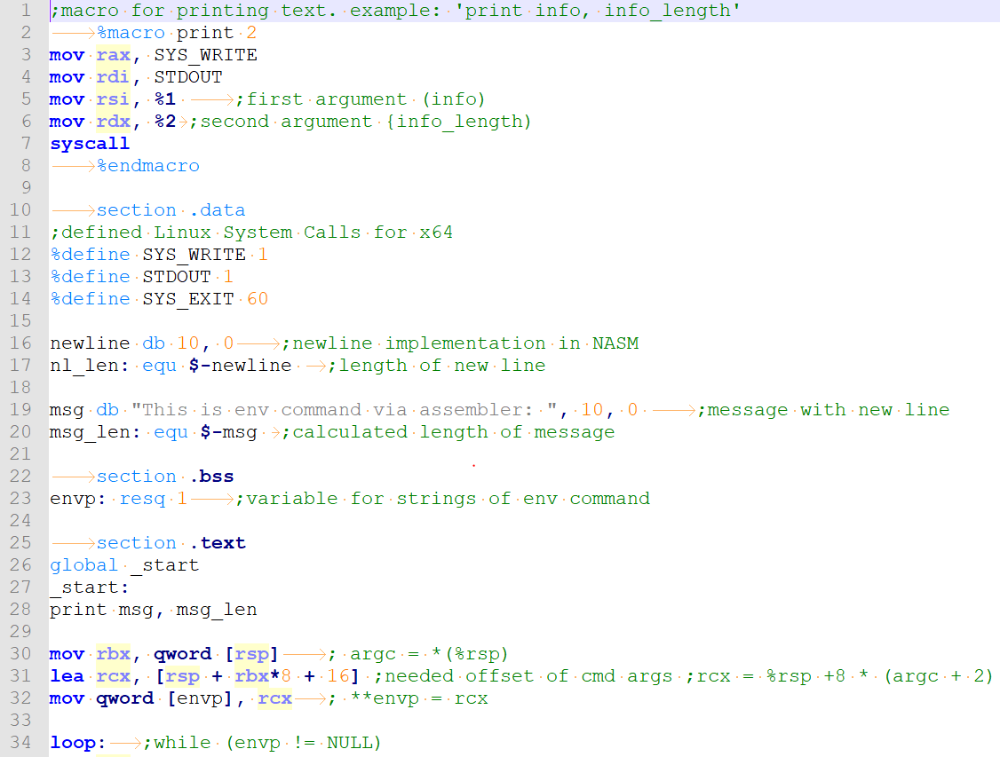 1 ;macro for printing text. example: 'print info, info_length'
2 %macro print 2
3 mov rax, SYS_WRITE
4 mov rdi, STDOUT
5 mov rsi, %1 ;first argument (info)
6 mov rdx, %2 ;second argument {info_length)
7 syscall
8 %endmacro
9
10 section .data
11 ;defined Linux System Calls for x64
12 %define SYS_WRITE 1
13 %define STDOUT 1
14 %define SYS_EXIT 60
15
16 newline db 10, 0 ;newline implementation in NASM
17 nl_len: equ $-newline ;length of new line
18
19 msg db "This is env command via assembler: ", 10, 0 ;message with new line
20 msg_len: equ $-msg ;calculated length of message
21
22 section .bss
23 envp: resq 1 ;variable for strings of env command
24
25 section .text
26 global _start
27 _start:
28 print msg, msg_len
29
30 mov rbx, qword [rsp] ; argc = *(%rsp)
31 lea rcx, [rsp + rbx*8 + 16] ;needed offset of cmd args ;rcx = %rsp +8 * (argc + 2)
32 mov qword [envp], rcx ; **envp = rcx
33
34 loop: ;while (envp != NULL)